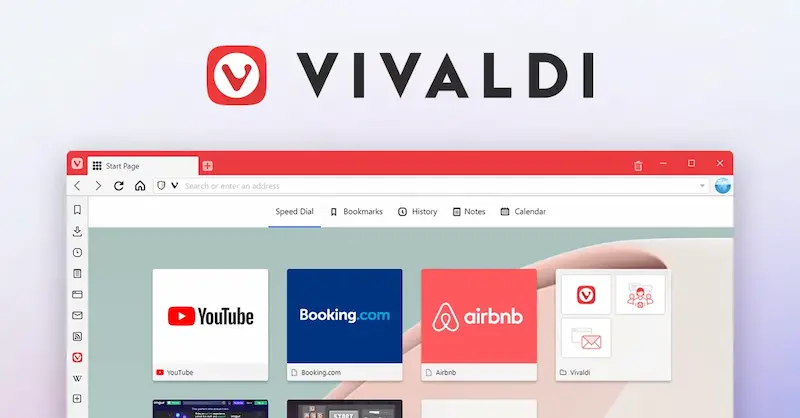 VIVALDI
Start Page
Search or enter an address
Speed Dial Bookmarks History Notes Calendar
YouTube Booking.com airbnb
YouTube Booking.com Airbnb Vivaldi
W
START